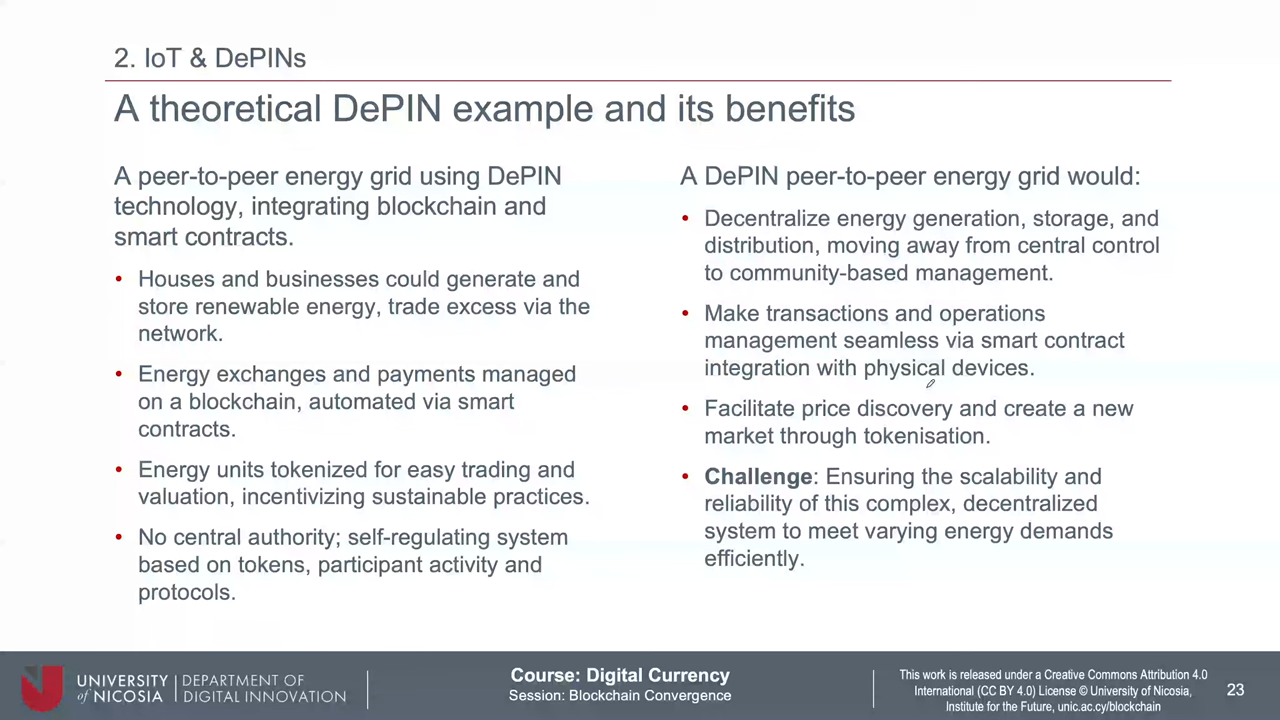 2. IoT & DePINs
A theoretical DePIN example and its benefits
A peer-to-peer energy grid using DePIN
technology, integrating blockchain and
smart contracts.
• Houses and businesses could generate and
store renewable energy, trade excess via the
network.
• Energy exchanges and payments managed
on a blockchain, automated via smart
contracts.
• Energy units tokenized for easy trading and
valuation, incentivizing sustainable practices.
• No central authority; self-regulating system
based on tokens, participant activity and
protocols.
A DePIN peer-to-peer energy grid would:
• Decentralize energy generation, storage, and
distribution, moving away from central control
to community-based management.
• Make transactions and operations
management seamless via smart contract
integration with physical devices.
• Facilitate price discovery and create a new
market through tokenisation.
• Challenge: Ensuring the scalability and
reliability of this complex, decentralized
system to meet varying energy demands
efficiently.
UNIVERSITY
of NICOSIA
DEPARTMENT OF
DIGITAL INNOVATION
Course: Digital Currency
Session: Blockchain Convergence
This work is released under a Creative Commons Attribution 4.0
International (CC BY 4.0) License © University of Nicosia,
Institute for the Future, unic.ac.cy/blockchain
23